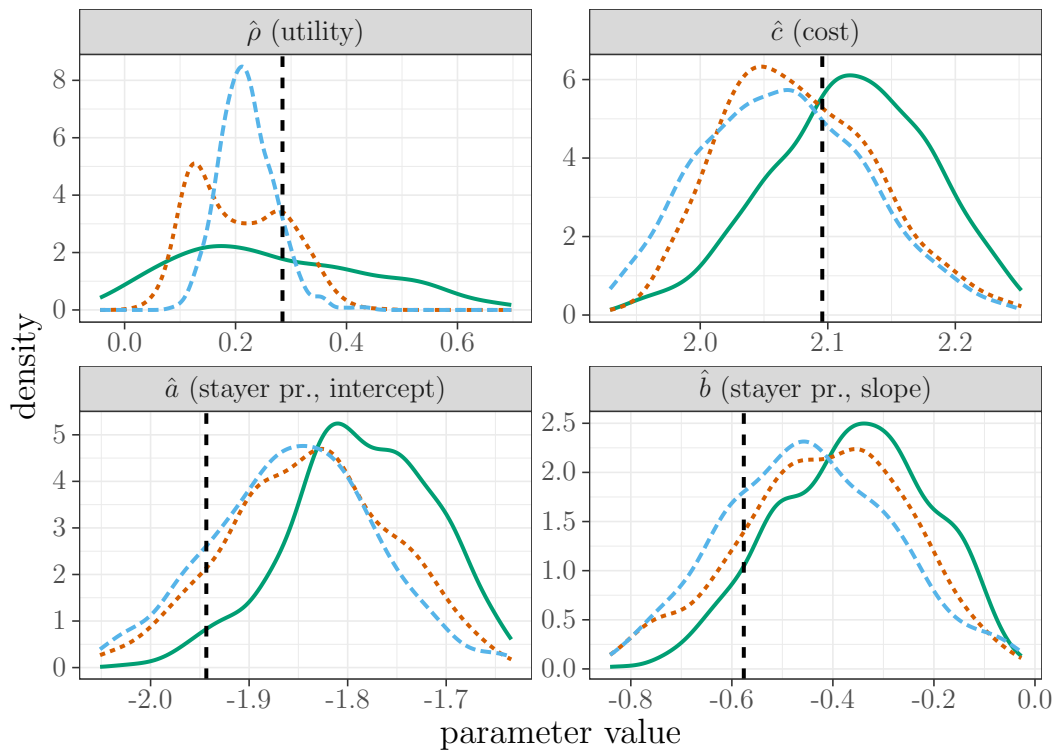 ρ̂ (utility)
ĉ (cost)
8
6
4
2
0
0.0 0.2 0.4 0.6
6
4
2
0
2.0 2.1 2.2
density
â (stayer pr., intercept)
b̂ (stayer pr., slope)
5
4
3
2
1
0
-2.0 -1.9 -1.8 -1.7
2.5
2.0
1.5
1.0
0.5
0.0
-0.8 -0.6 -0.4 -0.2 0.0
parameter value